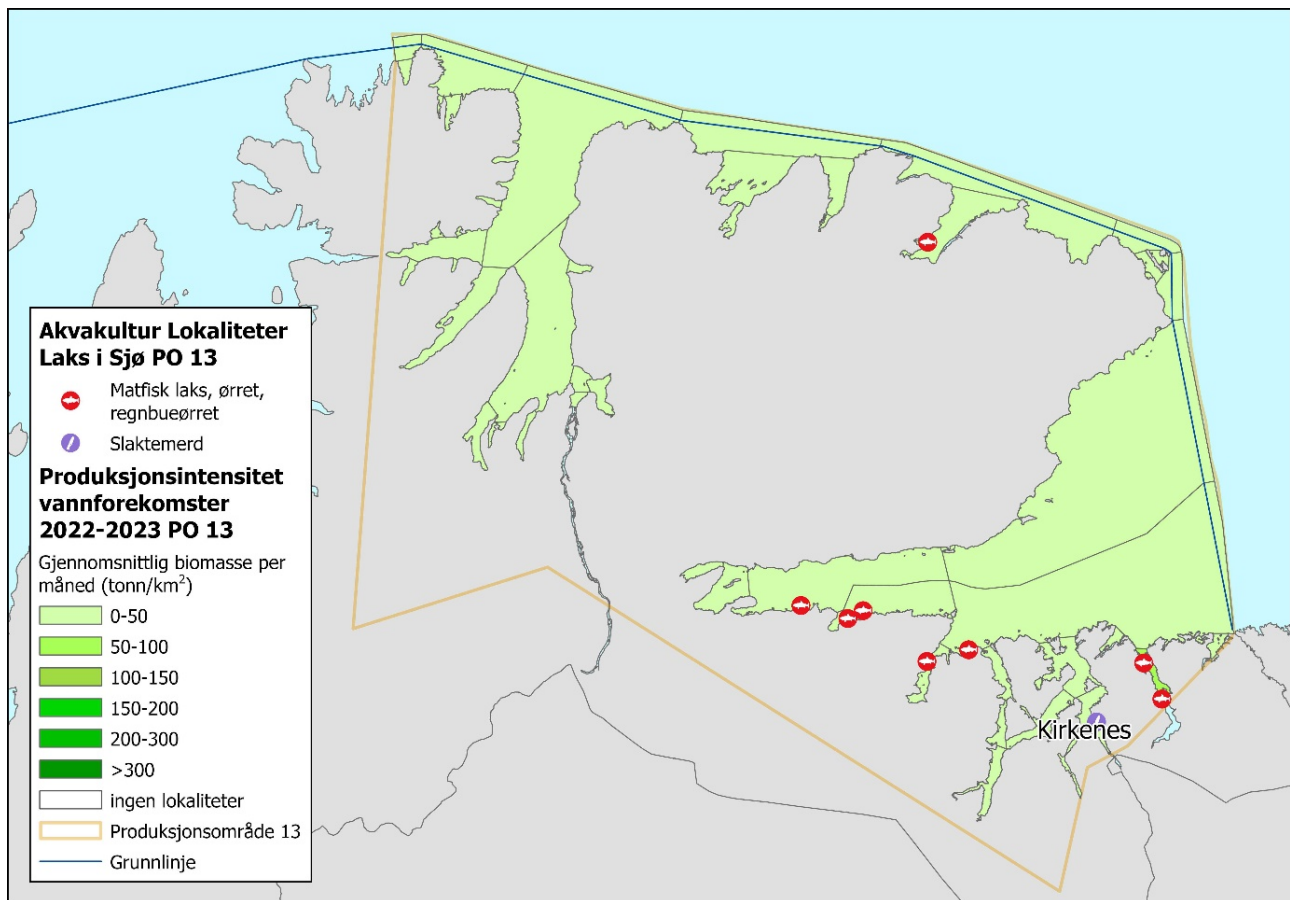 Akvakultur Lokaliteter
Laks i Sjø PO 13
Matfisk laks, ørret,
regnbueørret
Slaktemerd
Produksjonsintensitet
vannforekomster
2022-2023 PO 13
Gjennomsnittlig biomasse per
måned (tonn/km²)
0-50
50-100
100-150
150-200
200-300
>300
ingen lokaliteter
Produksjonsområde 13
Grunnlinje
Kirkenes